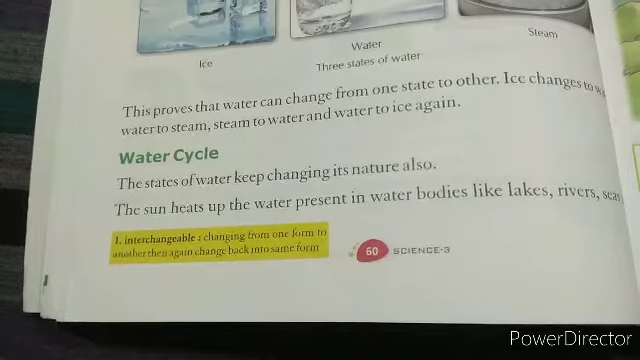 Ice
Water
Steam
Three states of water
This proves that water can change from one state to other. Ice changes to
water to steam, steam to water and water to ice again.
Water Cycle
The states of water keep changing its nature also.
The sun heats up the water present in water bodies like lakes, rivers, seas
1. interchangeable : changing from one form to
another then again change back into same form
60 SCIENCE-3
PowerDirector